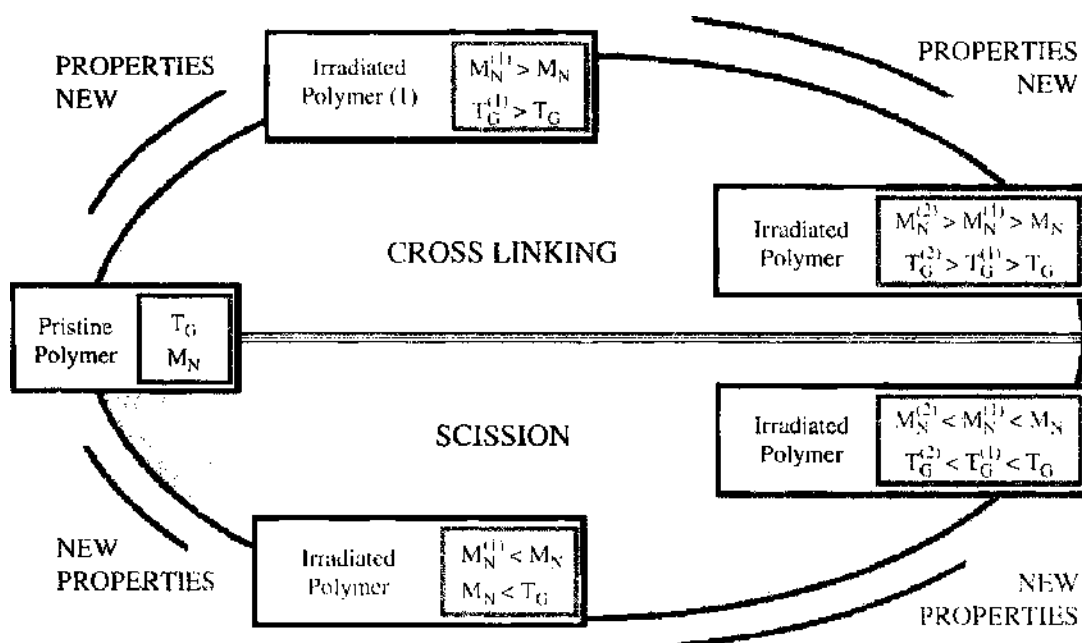 PROPERTIES
NEW
Irradiated
Polymer (1)
M_N^(1) > M_N
T_G^(1) > T_G
PROPERTIES
NEW
Irradiated
Polymer
M_N^(2) > M_N^(1) > M_N
T_G^(2) > T_G^(1) > T_G
CROSS LINKING
Pristine
Polymer
T_G
M_N
SCISSION
Irradiated
Polymer
M_N^(2) < M_N^(1) < M_N
T_G^(2) < T_G^(1) < T_G
NEW
PROPERTIES
Irradiated
Polymer
M_N^(1) < M_N
M_N < T_G
NEW
PROPERTIES